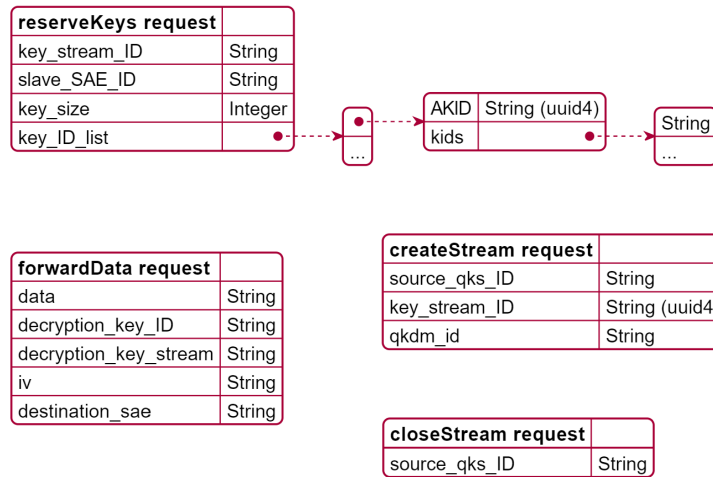 reserveKeys request
key_stream_ID String
slave_SAE_ID String
key_size Integer
key_ID_list
...
AKID String (uuid4)
kids
String
...
forwardData request
data String
decryption_key_ID String
decryption_key_stream String
iv String
destination_sae String
createStream request
source_qks_ID String
key_stream_ID String (uuid4
qkdm_id String
closeStream request
source_qks_ID String